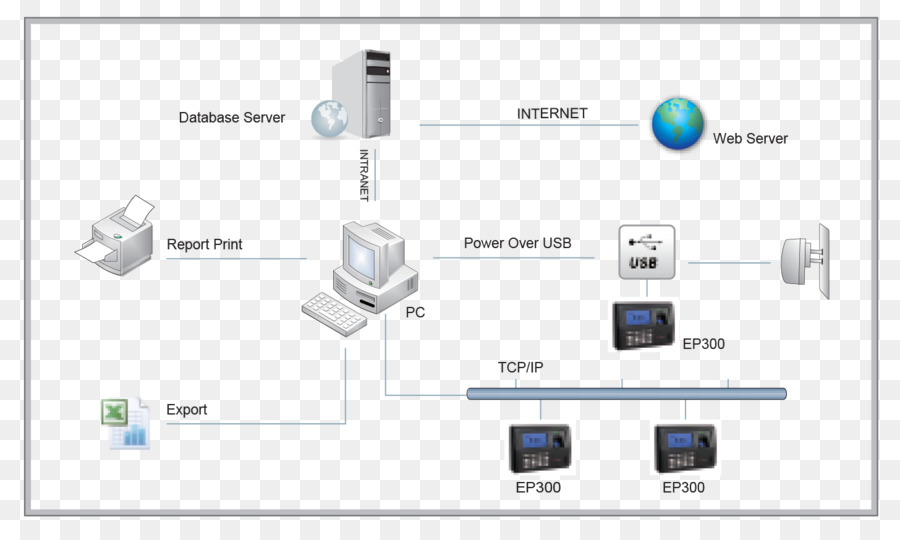 Database Server
INTERNET
Web Server
INTRANET
Report Print
Power Over USB
USB
PC
EP300
TCP/IP
Export
EP300
EP300